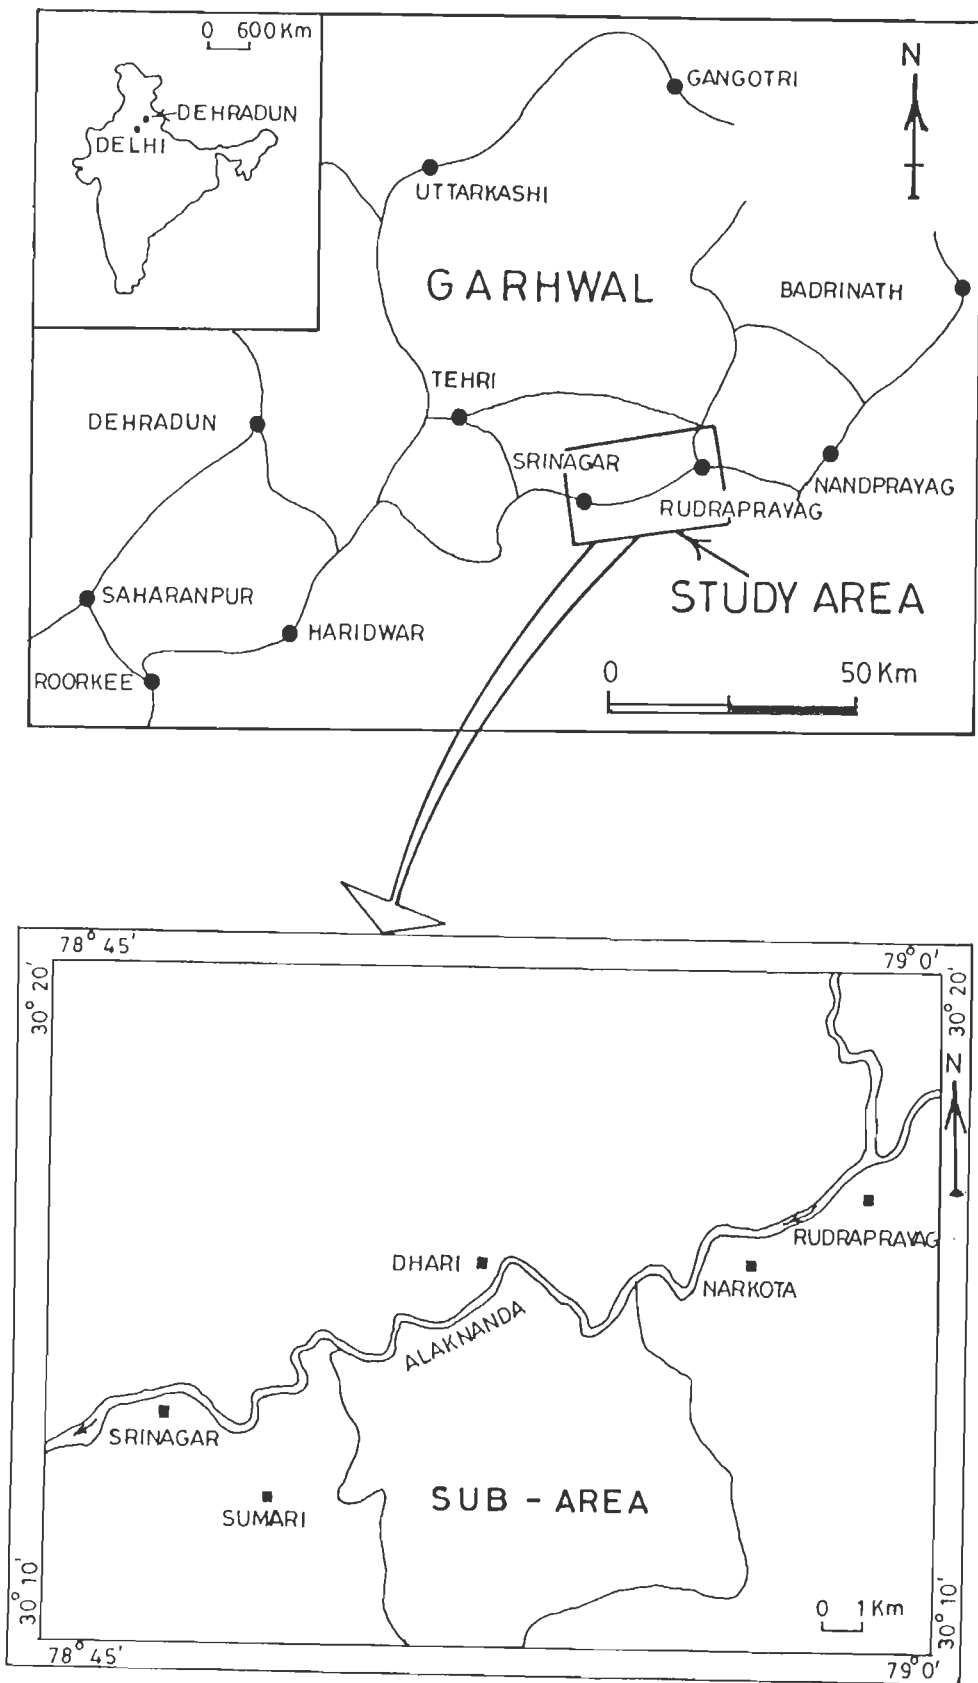 0 600 Km
DEHRADUN
DELHI
N
GANGOTRI
UTTARKASHI
GARHWAL
BADRINATH
TEHRI
DEHRADUN
SRINAGAR
NANDPRAYAG
RUDRAPRAYAG
SAHARANPUR
STUDY AREA
HARIDWAR
ROORKEE
0 50 Km
78° 45'
79° 0'
30° 20'
30° 20'
N
RUDRAPRAYAG
DHARI
NARKOTA
ALAKNANDA
SRINAGAR
SUB - AREA
SUMARI
0 1 Km
30° 10'
30° 10'
78° 45'
79° 0'